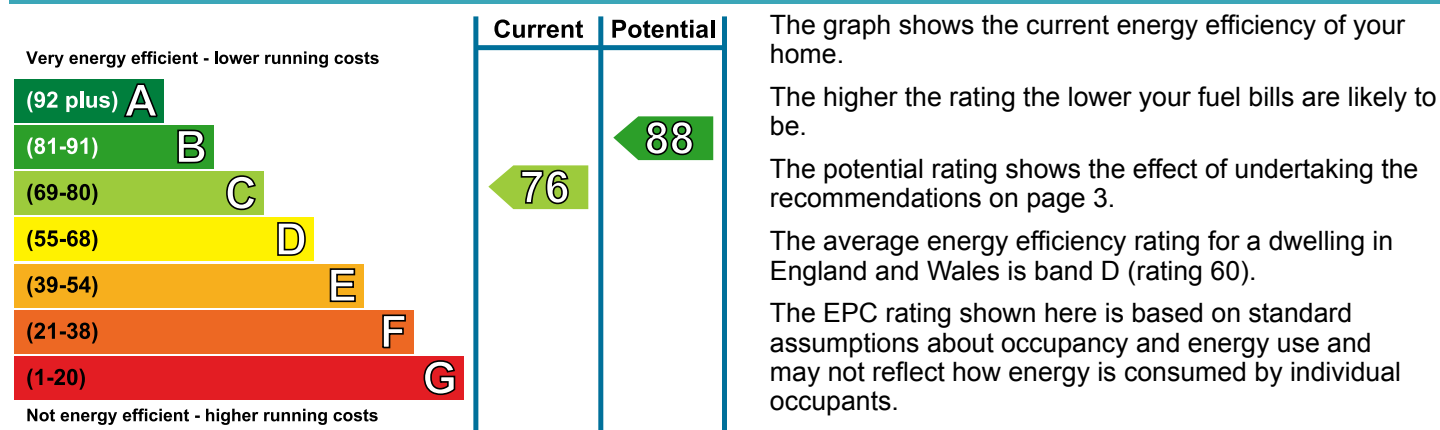 Current Potential
Very energy efficient - lower running costs
(92 plus) A
(81-91) B
88
(69-80) C
76
(55-68) D
(39-54) E
(21-38) F
(1-20) G
Not energy efficient - higher running costs
The graph shows the current energy efficiency of your
home.
The higher the rating the lower your fuel bills are likely to
be.
The potential rating shows the effect of undertaking the
recommendations on page 3.
The average energy efficiency rating for a dwelling in
England and Wales is band D (rating 60).
The EPC rating shown here is based on standard
assumptions about occupancy and energy use and
may not reflect how energy is consumed by individual
occupants.